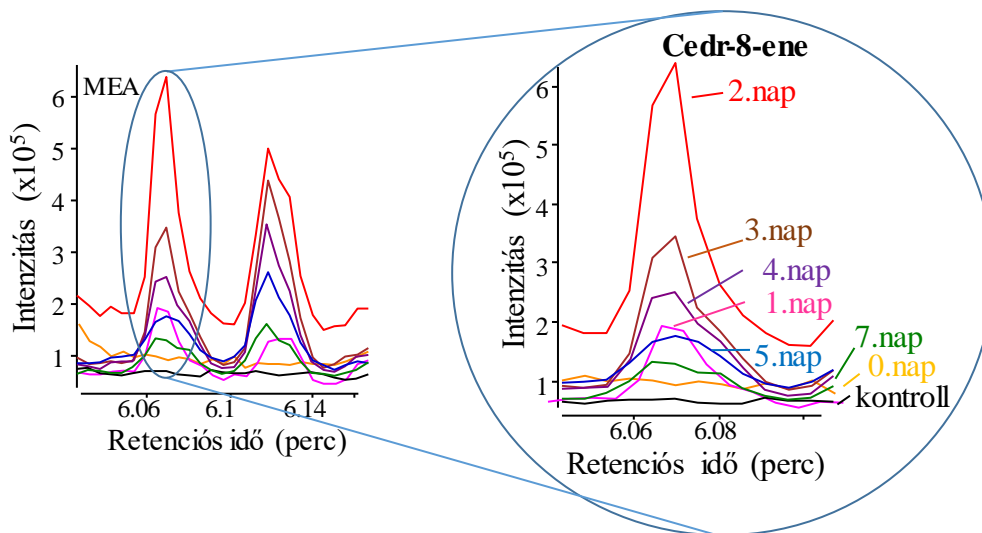 MEA
Intenzitás (x10⁵)
6
5
4
3
2
1
6.06
6.1
6.14
Retenciós idő (perc)
Cedr-8-ene
Intenzitás (x10⁵)
6
5
4
3
2
1
2.nap
3.nap
4.nap
1.nap
5.nap
7.nap
0.nap
kontroll
6.06
6.08
Retenciós idő (perc)